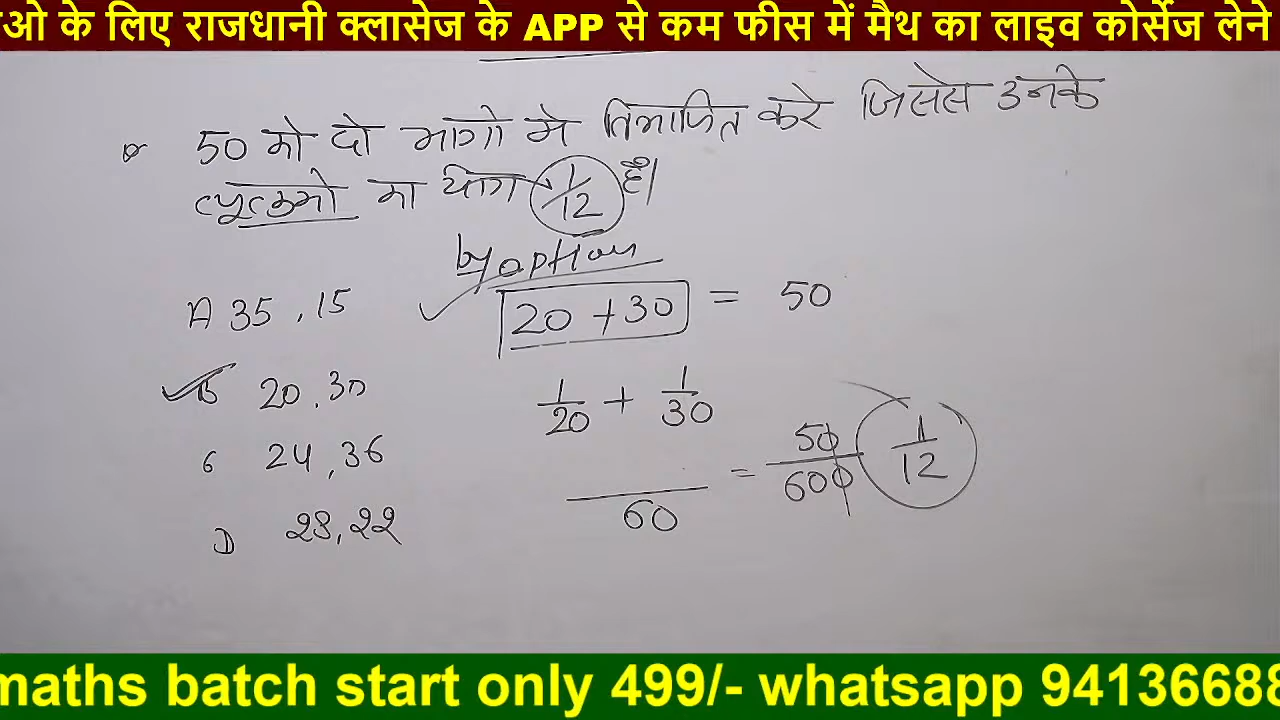 ओ के लिए राजधानी क्लासेज के APP से कम फीस में मैथ का लाइव कोर्सेज लेने
50 को दो भागो मे विभाजित करे जिससे उनके
व्युत्क्रमो का योग 1/12 है।
by option
A 35, 15
20 + 30 = 50
B 20, 30
1/20 + 1/30
C 24, 36
60 = 50/600 1/12
D 28, 22
maths batch start only 499/- whatsapp 94136688